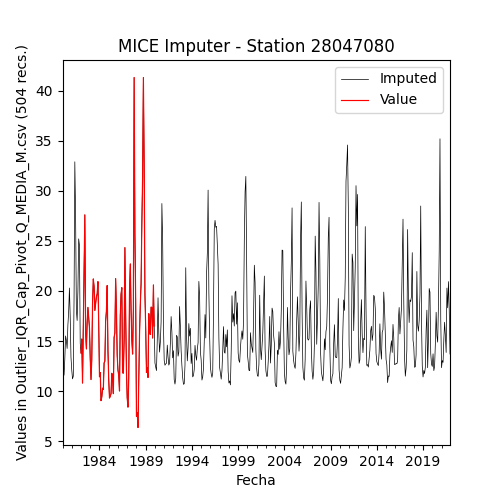 MICE Imputer - Station 28047080
Imputed
Value
Values in Outlier_IQR_Cap_Pivot_Q_MEDIA_M.csv (504 recs.)
40
35
30
25
20
15
10
5
1984 1989 1994 1999 2004 2009 2014 2019
Fecha